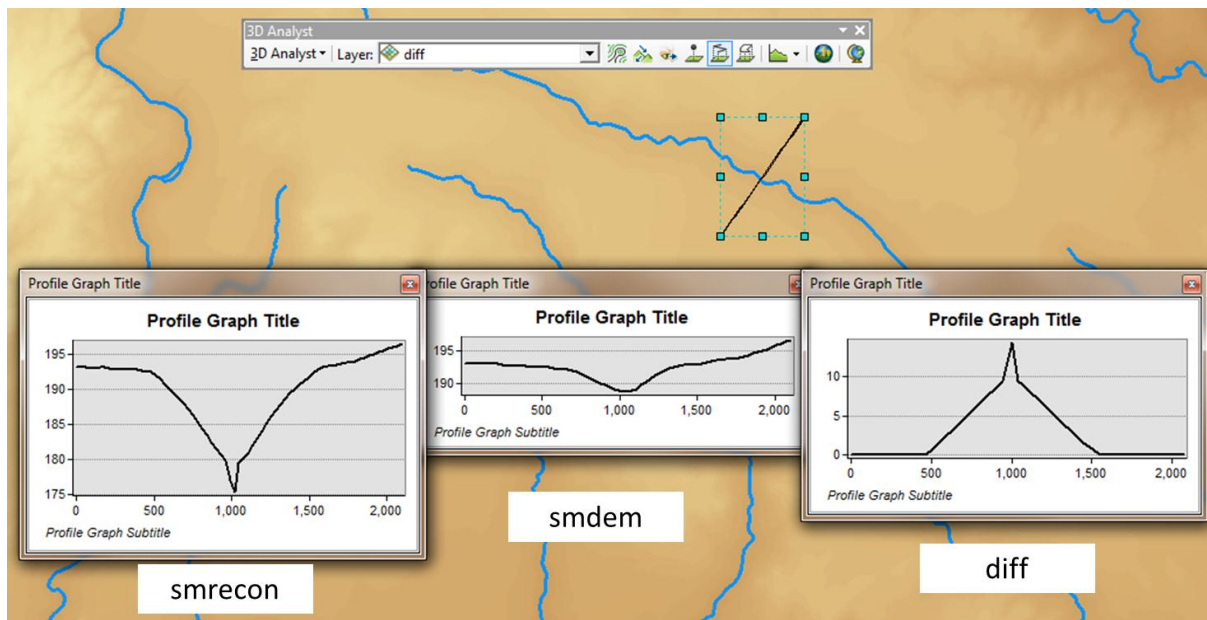 3D Analyst
3D Analyst Layer: diff
Profile Graph Title
Profile Graph Title
195
190
185
180
175
0 500 1,000 1,500 2,000
Profile Graph Subtitle
smrecon
rofile Graph Title
Profile Graph Title
195
190
0 500 1,000 1,500 2,000
Profile Graph Subtitle
smdem
Profile Graph Title
Profile Graph Title
10
5
0
0 500 1,000 1,500 2,000
Profile Graph Subtitle
diff